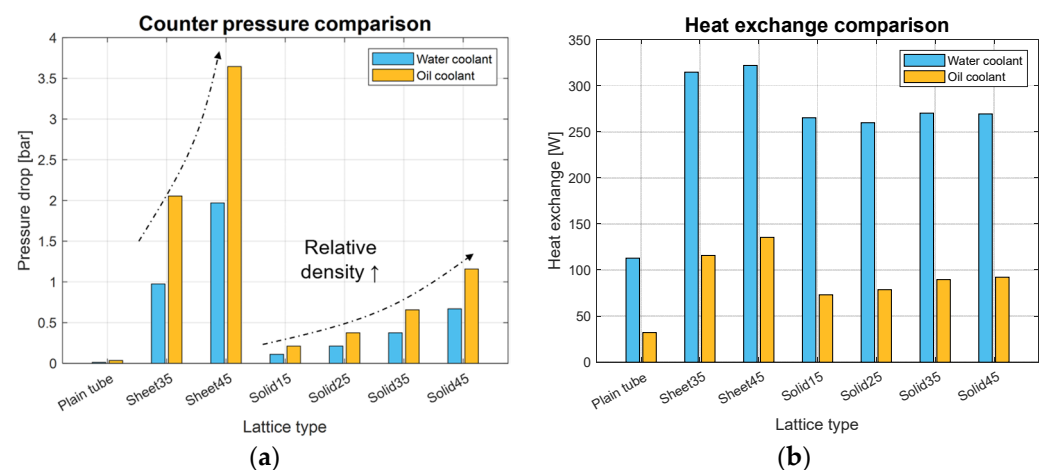 Counter pressure comparison
4
3.5
3
2.5
2
1.5
1
0.5
0
Pressure drop [bar]
Water coolant
Oil coolant
Relative
density ↑
Plain tube
Sheet35
Sheet45
Solid15
Solid25
Solid35
Solid45
Lattice type
(a)
Heat exchange comparison
350
300
250
200
150
100
50
0
Heat exchange [W]
Water coolant
Oil coolant
Plain tube
Sheet35
Sheet45
Solid15
Solid25
Solid35
Solid45
Lattice type
(b)